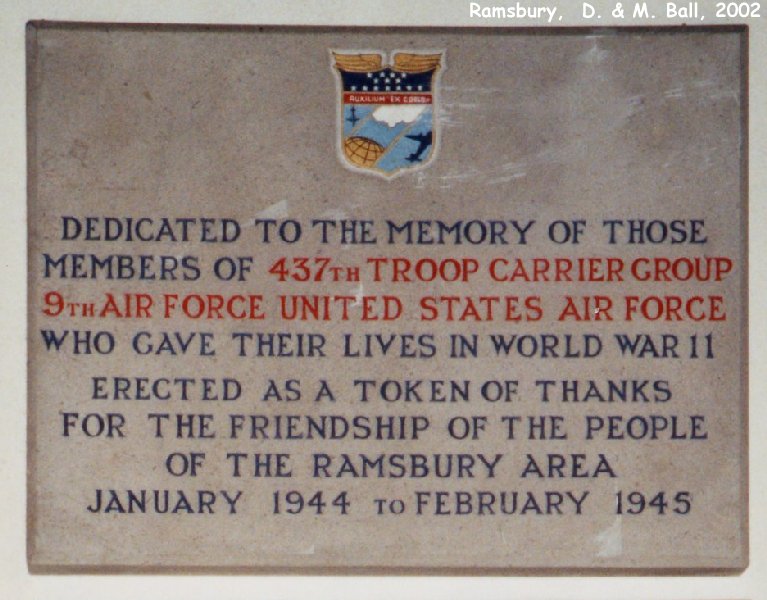 Ramsbury, D. & M. Ball, 2002
AUXILIUM EX COELO
DEDICATED TO THE MEMORY OF THOSE
MEMBERS OF 437TH TROOP CARRIER GROUP
9TH AIR FORCE UNITED STATES AIR FORCE
WHO GAVE THEIR LIVES IN WORLD WAR 11
ERECTED AS A TOKEN OF THANKS
FOR THE FRIENDSHIP OF THE PEOPLE
OF THE RAMSBURY AREA
JANUARY 1944 TO FEBRUARY 1945